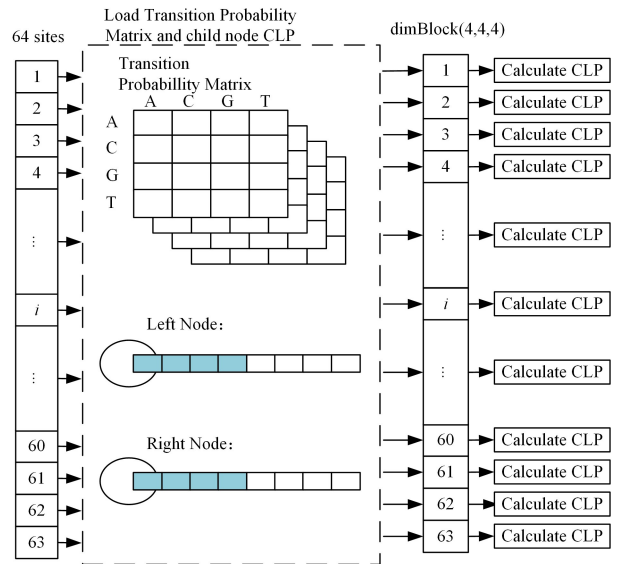 Load Transition Probability
Matrix and child node CLP
64 sites
dimBlock(4,4,4)
1
2
3
4
⋮
i
⋮
60
61
62
63
Transition
Probabillity Matrix
A C G T
A
C
G
T
Left Node:
Right Node:
1 Calculate CLP
2 Calculate CLP
3 Calculate CLP
4 Calculate CLP
⋮ Calculate CLP
i Calculate CLP
⋮ Calculate CLP
60 Calculate CLP
61 Calculate CLP
62 Calculate CLP
63 Calculate CLP